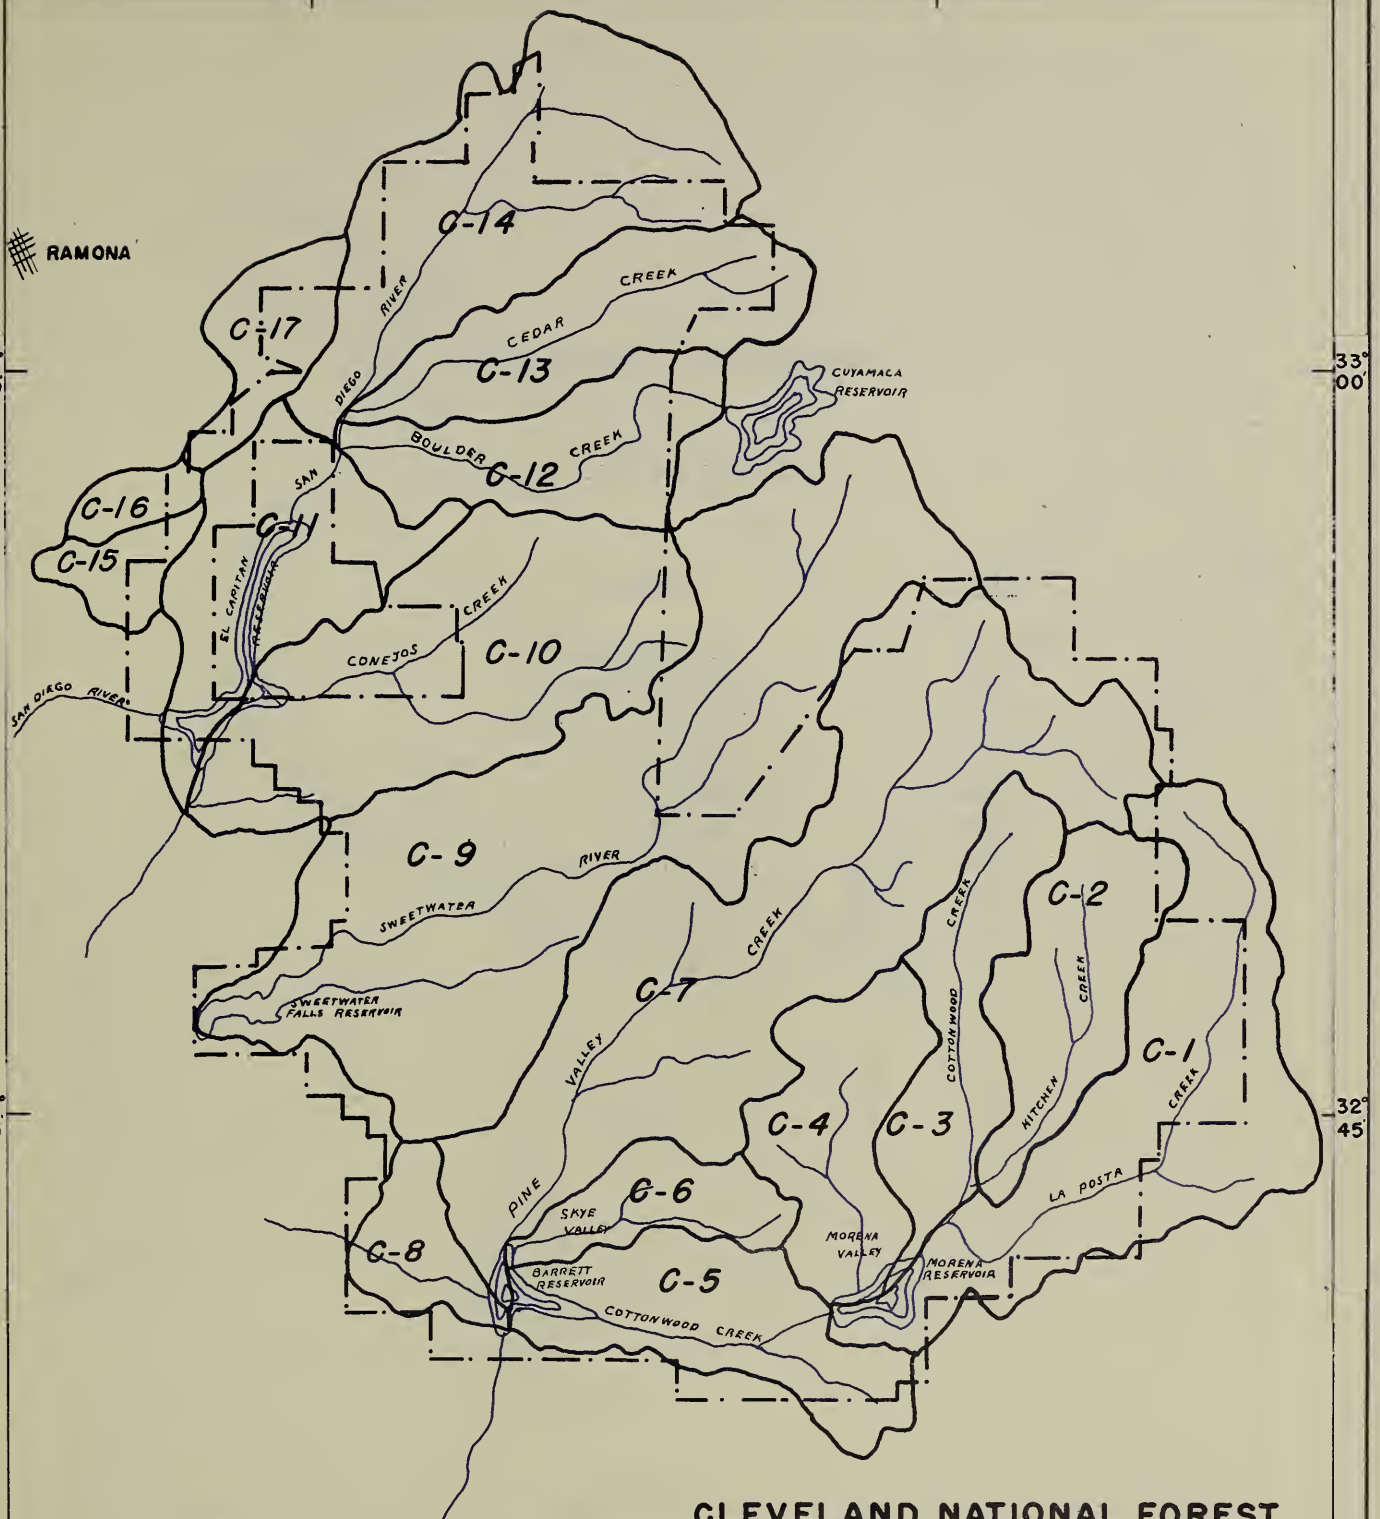 C-14
RAMONA
CREEK
RIVER
C-17
CEDAR
C-13
CUYAMACA
RESERVOIR
33°
00'
DIEGO
BOULDER
CREEK
C-12
SAN
C-16
C-11
C-15
EL CAPITAN
RESERVOIR
CREEK
CONEJOS
C-10
SAN DIEGO RIVER
C-9
RIVER
SWEETWATER
C-2
CREEK
CREEK
CREEK
C-7
SWEETWATER
FALLS RESERVOIR
COTTONWOOD
VALLEY
C-1
CREEK
KITCHEN
C-4
C-3
32°
45'
LA POSTA
PINE
C-6
SKYE
VALLEY
MORENA
VALLEY
C-8
BARRETT
RESERVOIR
C-5
MORENA
RESERVOIR
COTTONWOOD CREEK
CLEVELAND NATIONAL FOREST